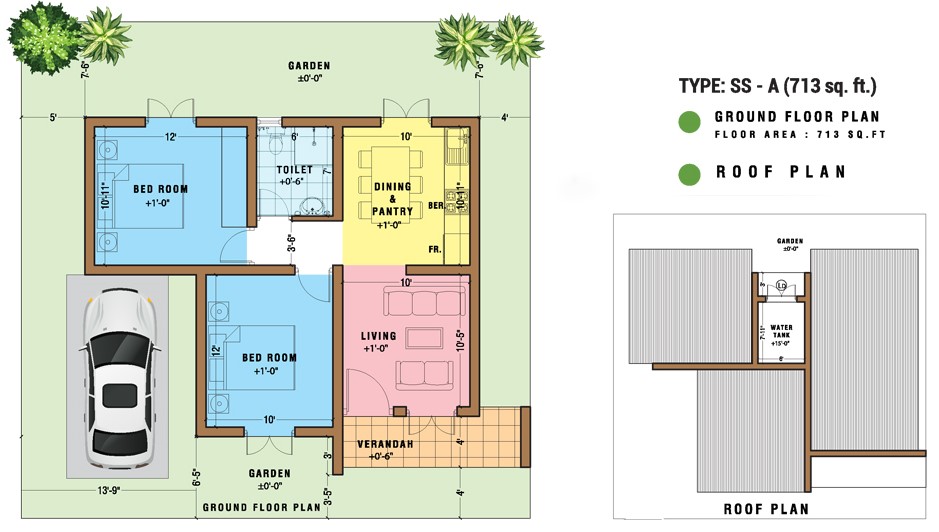 GARDEN
±0'-0"
7'-6"
7'-0"
5'
4'
12'
6'
10'
TOILET
+0'-6"
7'
BED ROOM
+1'-0"
10'-11"
DINING
&
PANTRY
+1'-0"
BER.
10'-11"
FR.
3'-6"
10'
LIVING
+1'-0"
10'-5"
12'
BED ROOM
+1'-0"
10'
VERANDAH
+0'-6"
4'
3'
GARDEN
±0'-0"
6'-5"
3'-5"
4'
13'-9"
GROUND FLOOR PLAN
TYPE: SS - A (713 sq. ft.)
GROUND FLOOR PLAN
FLOOR AREA : 713 SQ.FT
ROOF PLAN
GARDEN
±0'-0"
LD
7'-11"
WATER
TANK
+15'-0"
6'
ROOF PLAN